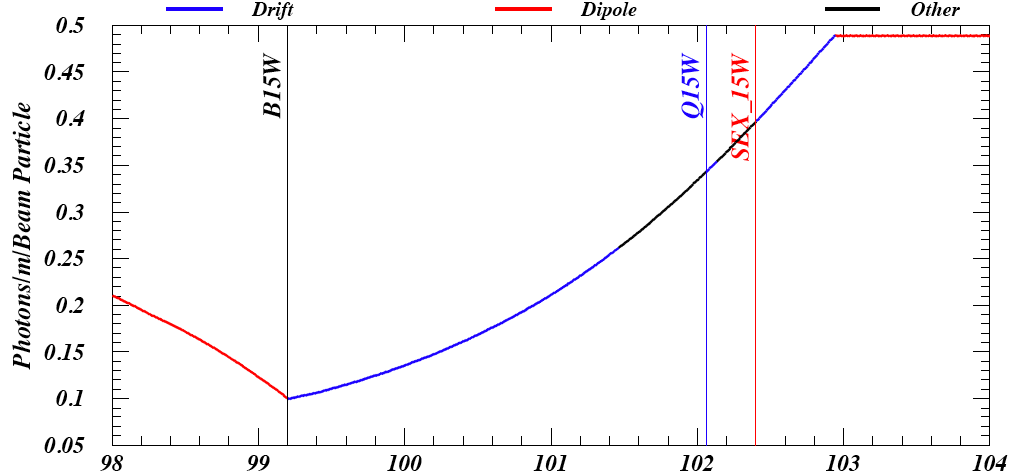 Drift Dipole Other
Photons/m/Beam Particle
0.5
0.45
0.4
0.35
0.3
0.25
0.2
0.15
0.1
0.05
B15W
Q15W
SEX_15W
98 99 100 101 102 103 104